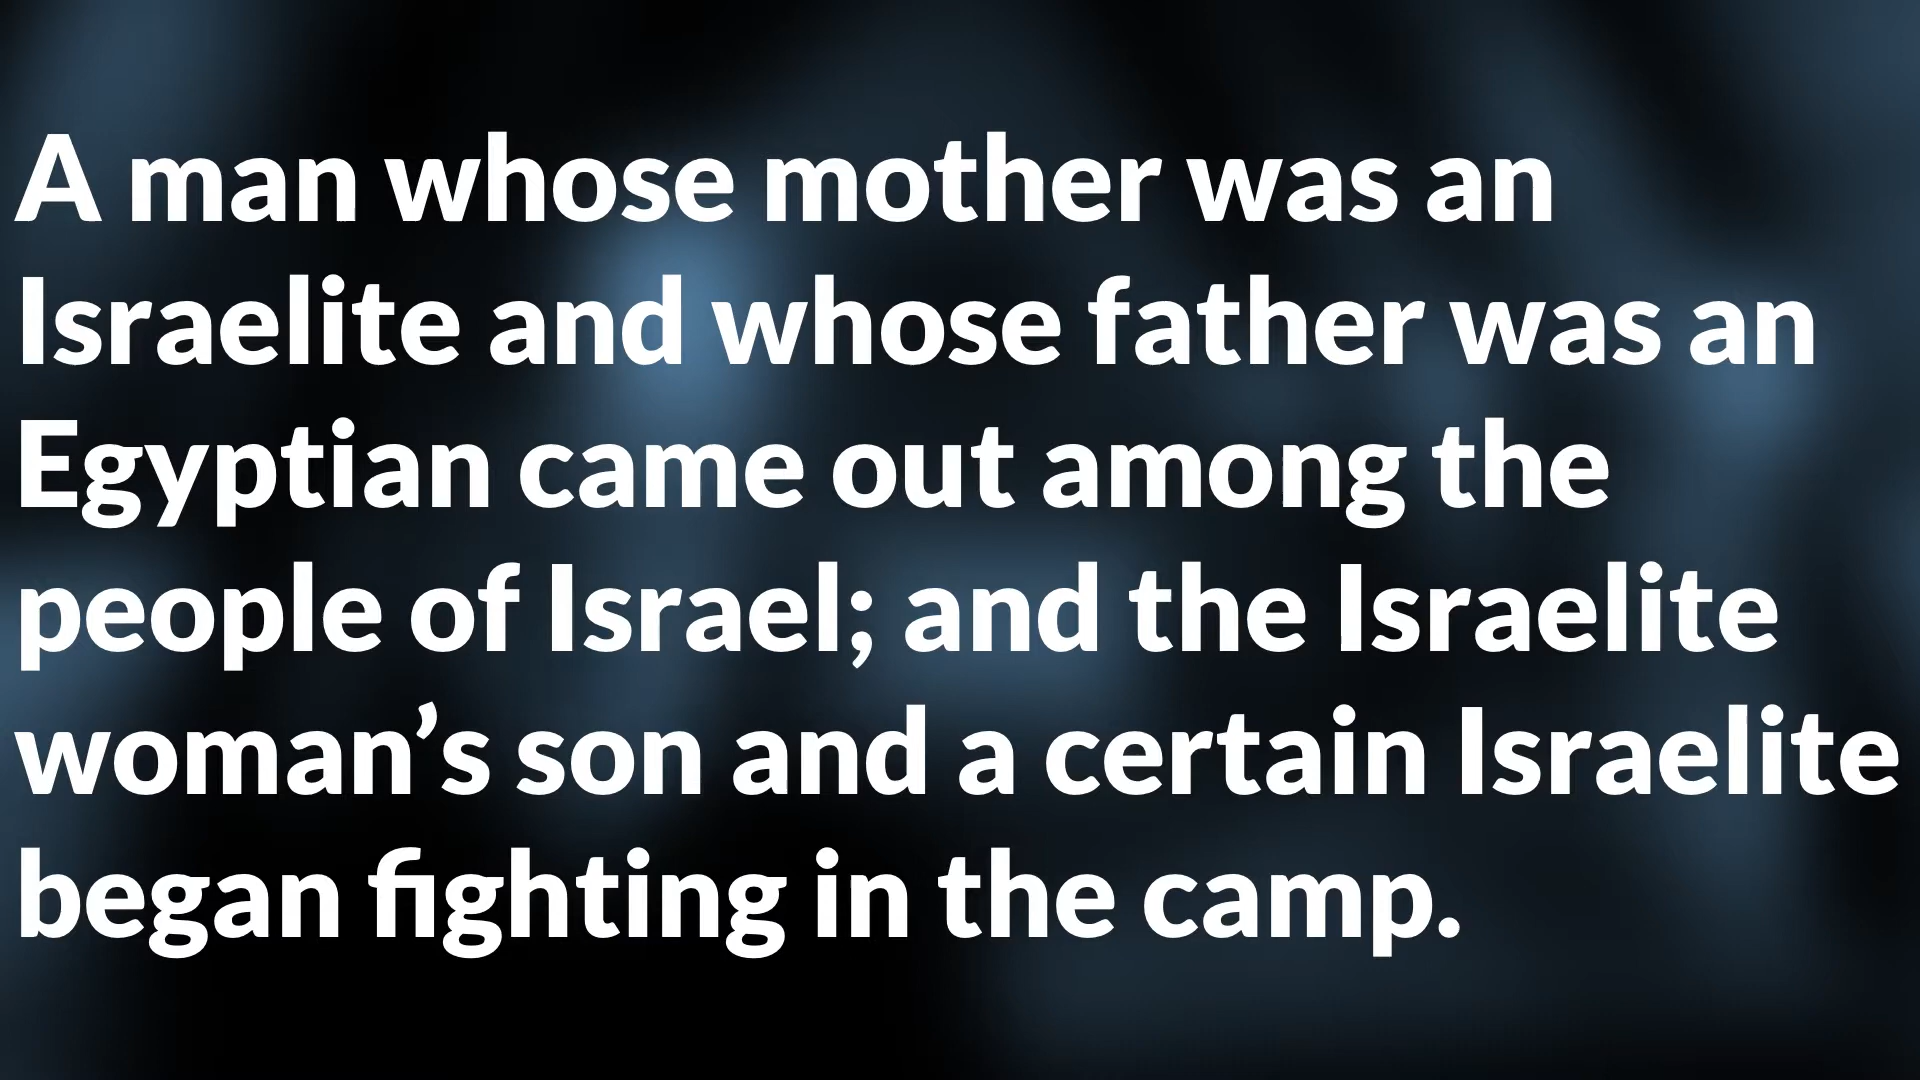 A man whose mother was an
Israelite and whose father was an
Egyptian came out among the
people of Israel; and the Israelite
woman’s son and a certain Israelite
began fighting in the camp.